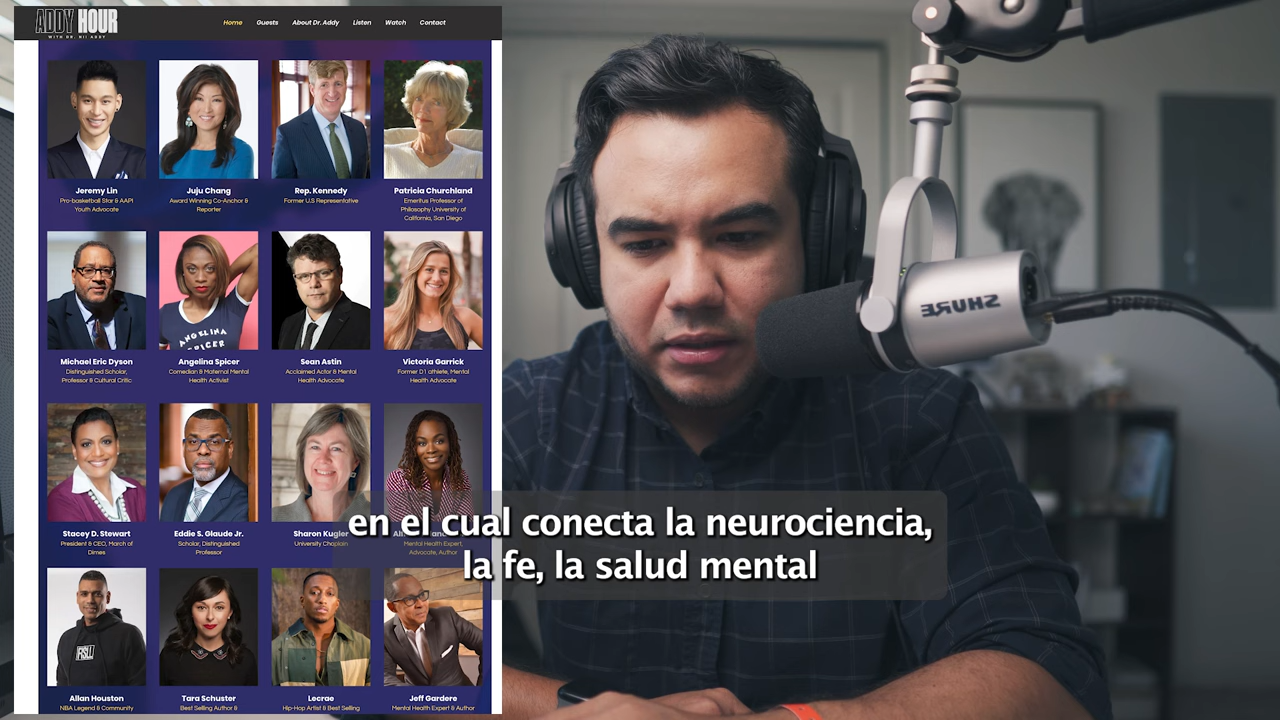 ADDY HOUR
WITH DR. NII ADDY
Home Guests About Dr. Addy Listen Watch Contact
Jeremy Lin
Pro-basketball Star & AAPI
Youth Advocate
Juju Chang
Award Winning Co-Anchor &
Reporter
Rep. Kennedy
Former U.S Representative
Patricia Churchland
Emeritus Professor of
Philosophy University of
California, San Diego
Michael Eric Dyson
Distinguished Scholar,
Professor & Cultural Critic
Angelina Spicer
Comedian & Maternal Mental
Health Activist
Sean Astin
Acclaimed Actor & Mental
Health Advocate
Victoria Garrick
Former D1 athlete, Mental
Health Advocate
ANGELINA
SPICER
Stacey D. Stewart
President & CEO, March of
Dimes
Eddie S. Glaude Jr.
Scholar, Distinguished
Professor
Sharon Kugler
University Chaplain
Mental Health Expert,
Advocate, Author
Allan Houston
NBA Legend & Community
Tara Schuster
Best Selling Author &
Lecrae
Hip-Hop Artist & Best Selling
Jeff Gardere
Mental Health Expert & Author
SHURE
en el cual conecta la neurociencia,
la fe, la salud mental